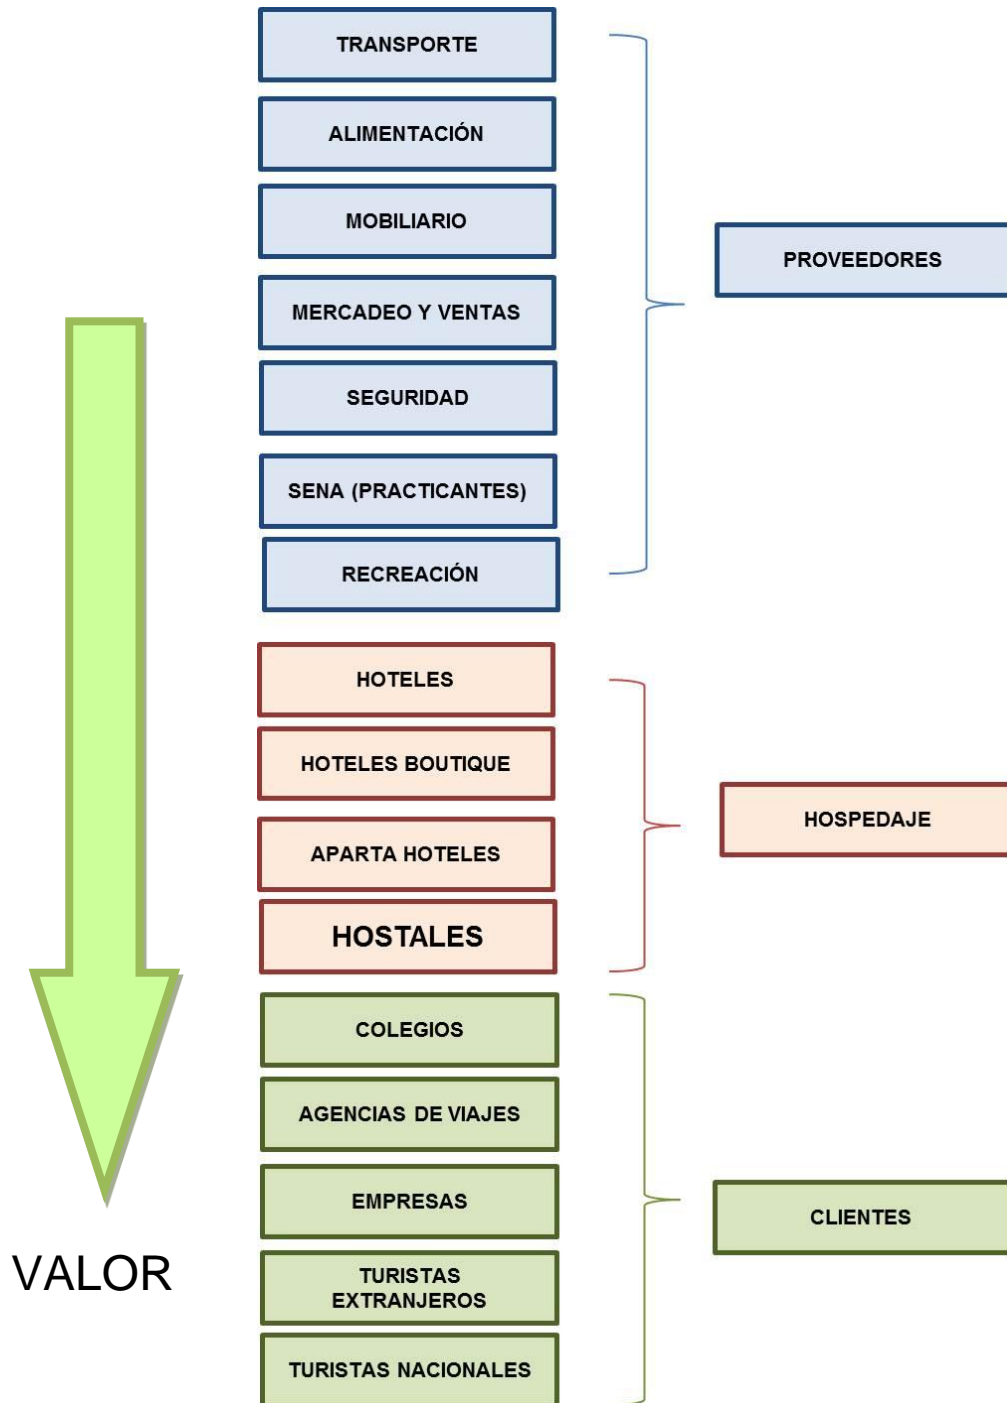 TRANSPORTE
ALIMENTACIÓN
MOBILIARIO
PROVEEDORES
MERCADEO Y VENTAS
SEGURIDAD
SENA (PRACTICANTES)
RECREACIÓN
HOTELES
HOTELES BOUTIQUE
HOSPEDAJE
APARTA HOTELES
HOSTALES
COLEGIOS
AGENCIAS DE VIAJES
EMPRESAS
CLIENTES
VALOR
TURISTAS
EXTRANJEROS
TURISTAS NACIONALES